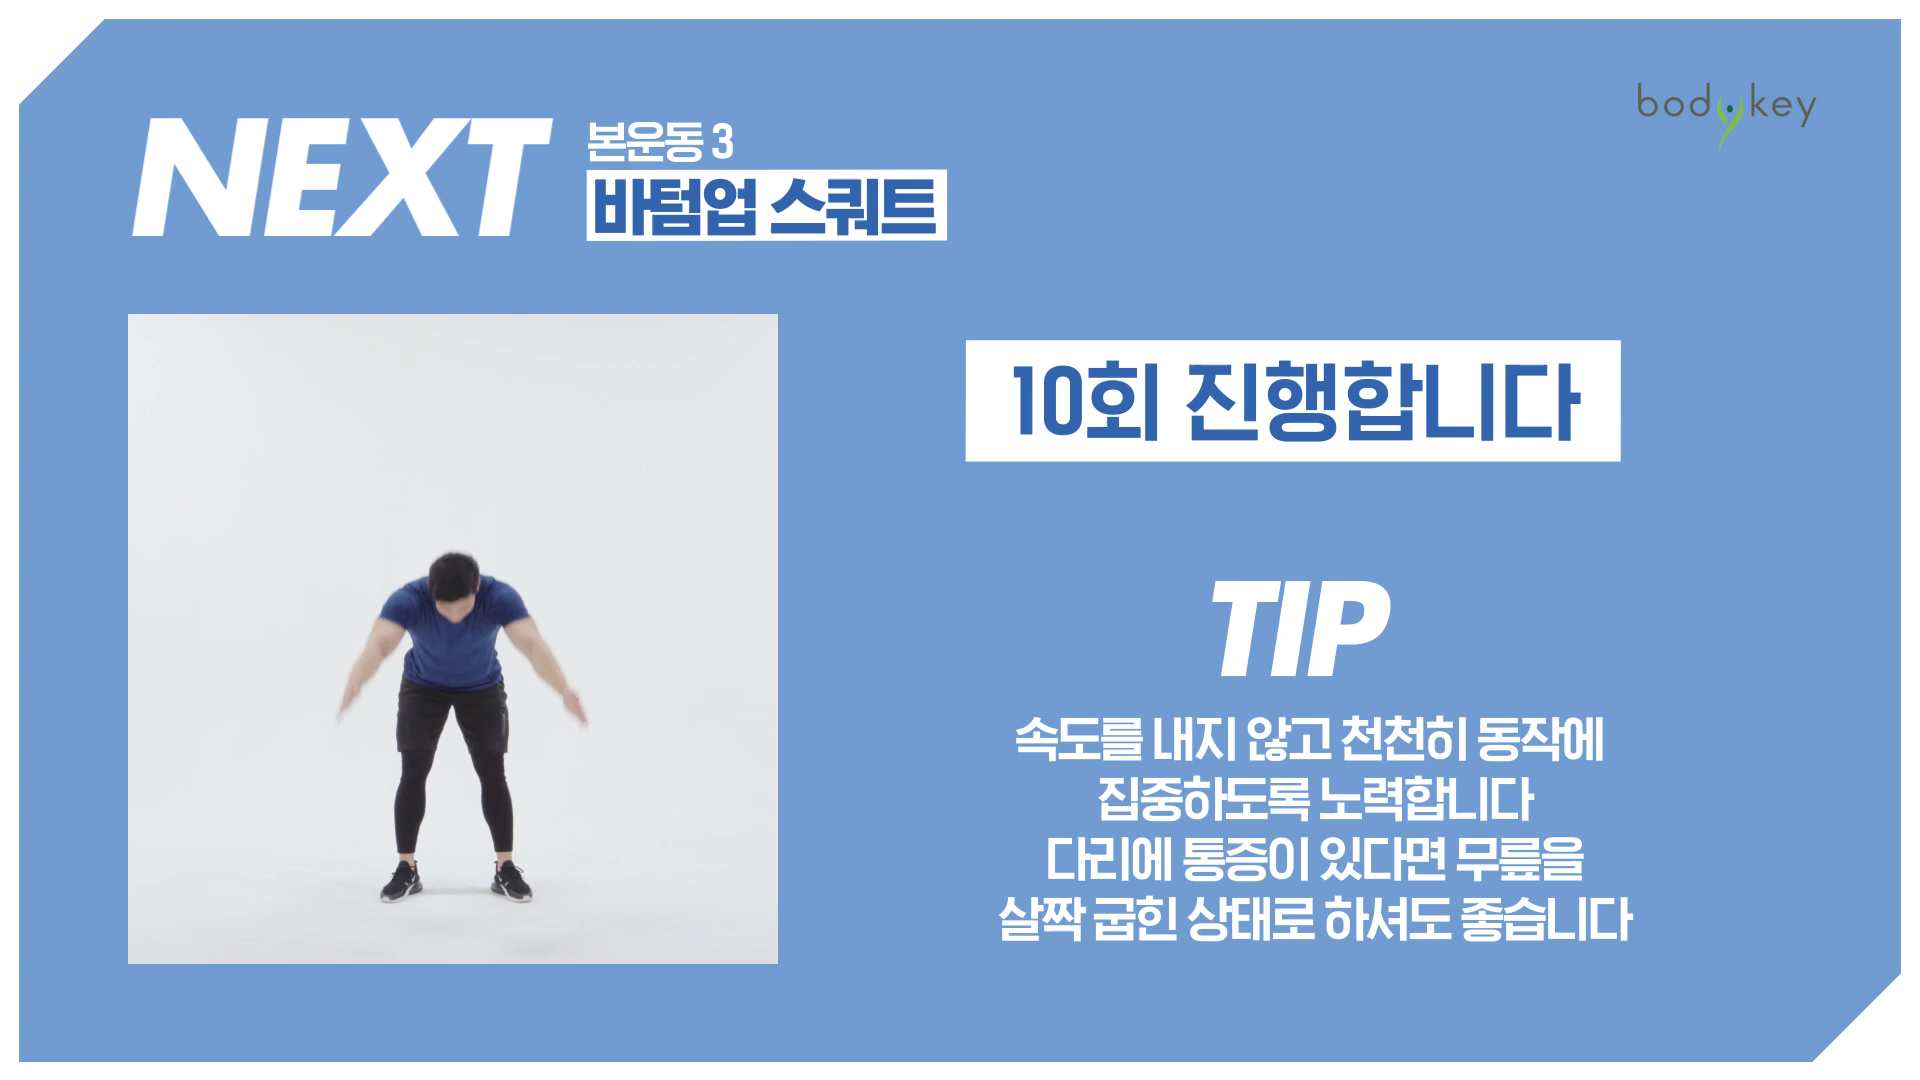 NEXT
본운동 3
바텀업 스쿼트
bodykey
10회 진행합니다
TIP
속도를 내지 않고 천천히 동작에
집중하도록 노력합니다
다리에 통증이 있다면 무릎을
살짝 굽힌 상태로 하셔도 좋습니다